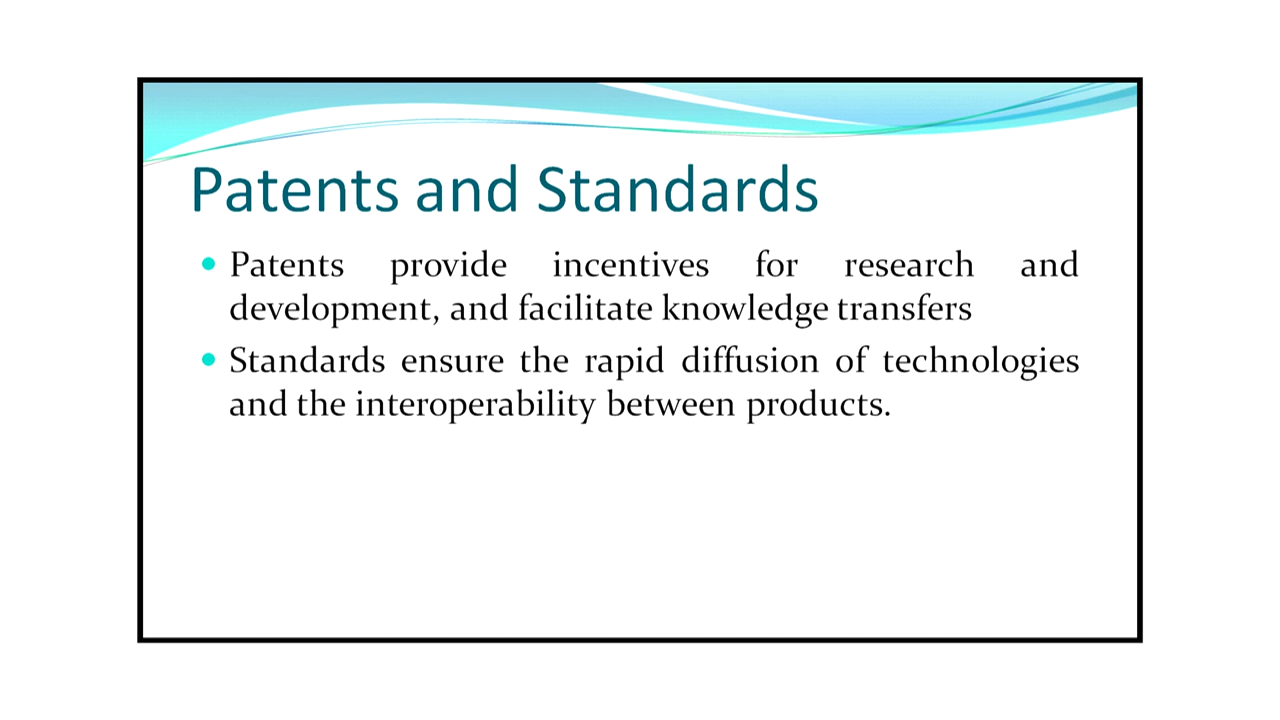 Patents and Standards
• Patents provide incentives for research and
development, and facilitate knowledge transfers
• Standards ensure the rapid diffusion of technologies
and the interoperability between products.